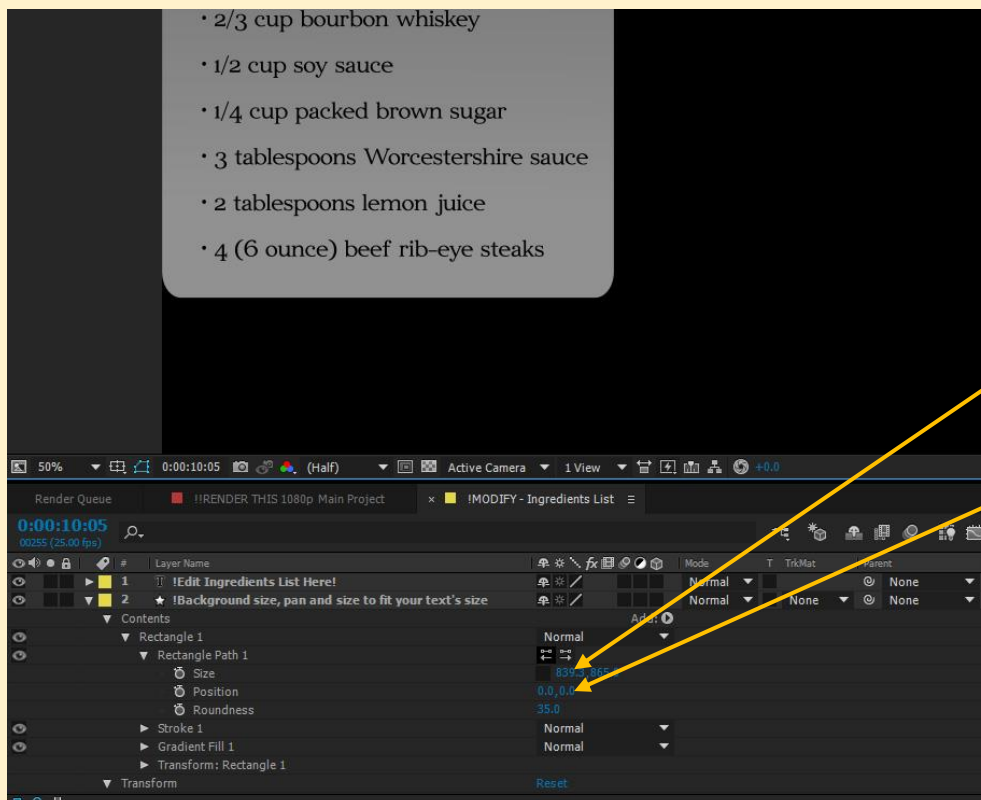 · 2/3 cup bourbon whiskey
· 1/2 cup soy sauce
· 1/4 cup packed brown sugar
· 3 tablespoons Worcestershire sauce
· 2 tablespoons lemon juice
· 4 (6 ounce) beef rib-eye steaks
50% 0:00:10:05 (Half) Active Camera 1 View +0.0
Render Queue !!RENDER THIS 1080p Main Project × !MODIFY - Ingredients List
0:00:10:05
00255 (25.00 fps)
# Layer Name Mode T TrkMat Parent
1 T !Edit Ingredients List Here! Normal None
2 !Background size, pan and size to fit your text's size Normal None None
Contents Add:
Rectangle 1 Normal
Rectangle Path 1
Size 839.3,865
Position 0.0,0.0
Roundness 35.0
Stroke 1 Normal
Gradient Fill 1 Normal
Transform: Rectangle 1
Transform Reset